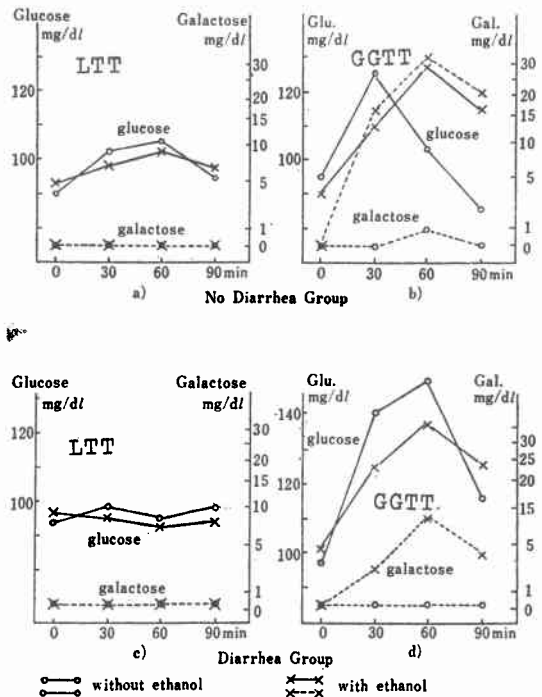 Glucose mg/dl
Galactose mg/dl
LTT
120
100
glucose
galactose
30
20
15
10
5
1
0
0 30 60 90 min
a)
Glu. mg/dl
Gal. mg/dl
GGTT
120
100
glucose
galactose
30
20
15
10
5
1
0
0 30 60 90 min
b)
No Diarrhea Group
Glucose mg/dl
Galactose mg/dl
LTT
120
100
glucose
galactose
30
20
15
10
5
1
0
0 30 60 90 min
c)
Glu. mg/dl
Gal. mg/dl
140
120
100
glucose
GGTT
galactose
30
25
20
15
10
5
1
0
0 30 60 90 min
d)
Diarrhea Group
without ethanol
with ethanol